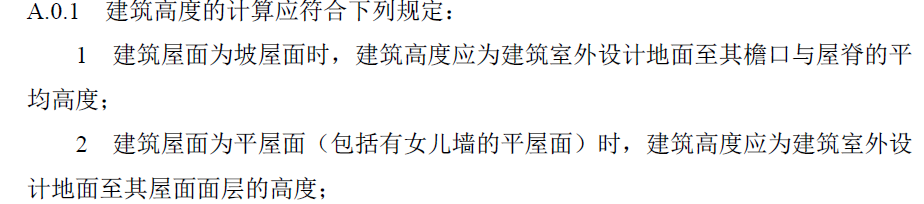 A.0.1 建筑高度的计算应符合下列规定：
1 建筑屋面为坡屋面时，建筑高度应为建筑室外设计地面至其檐口与屋脊的平
均高度；
2 建筑屋面为平屋面（包括有女儿墙的平屋面）时，建筑高度应为建筑室外设
计地面至其屋面面层的高度；